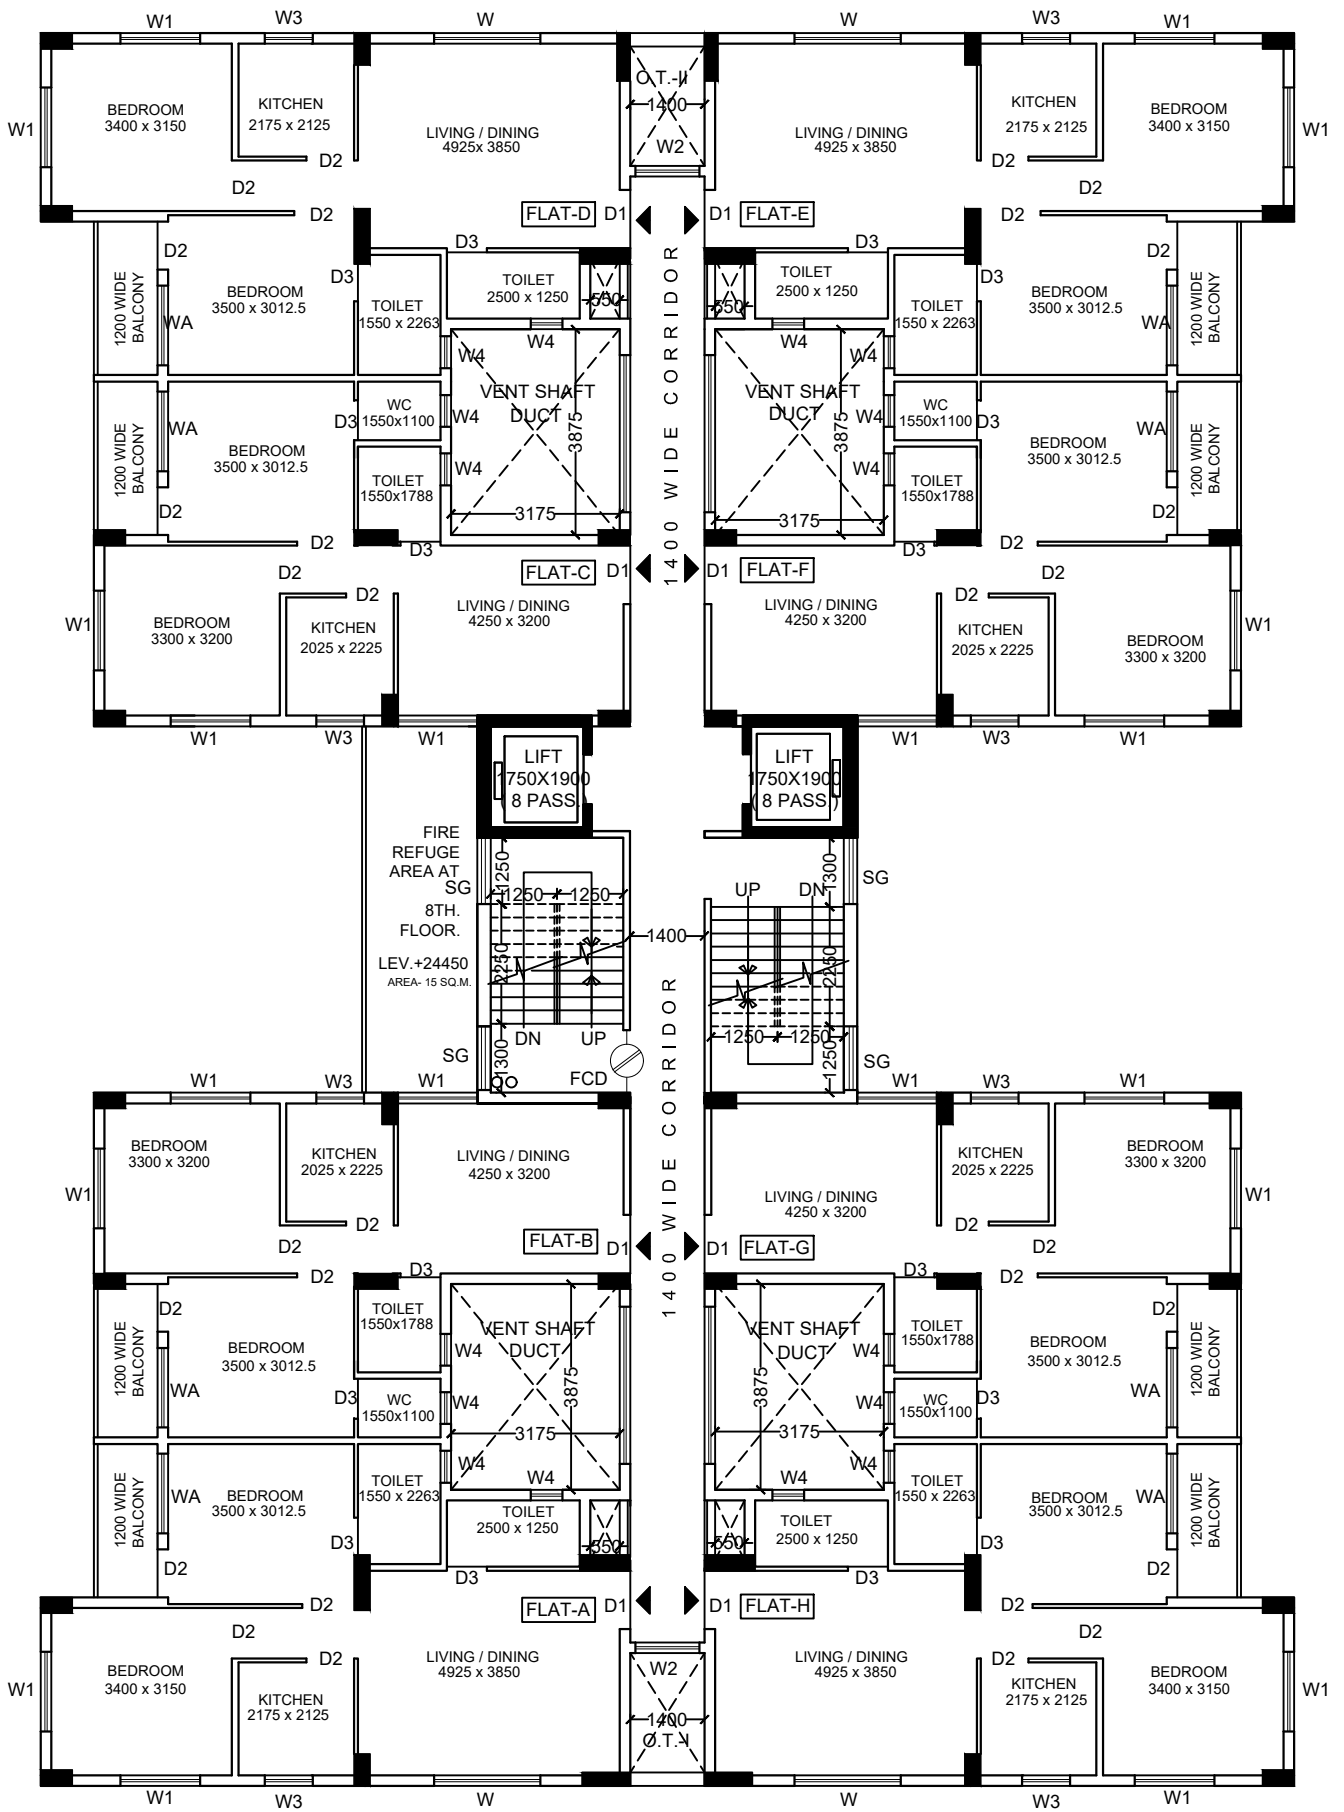 W1
W3
W
W
W3
W1
O.T.-II
1400
W2
BEDROOM
3400 x 3150
KITCHEN
2175 x 2125
LIVING / DINING
4925x 3850
LIVING / DINING
4925 x 3850
KITCHEN
2175 x 2125
BEDROOM
3400 x 3150
W1
W1
D2
D2
D2
D2
D2
D2
FLAT-D
D1
D1
FLAT-E
D3
D3
D2
D3
D3
D2
1200 WIDE
BALCONY
WA
BEDROOM
3500 x 3012.5
TOILET
1550 x 2263
TOILET
2500 x 1250
550
550
TOILET
2500 x 1250
TOILET
1550 x 2263
BEDROOM
3500 x 3012.5
WA
1200 WIDE
BALCONY
W4
W4
W4
W4
1400 WIDE CORRIDOR
VENT SHAFT
DUCT
3875
3175
VENT SHAFT
DUCT
3875
3175
1200 WIDE
BALCONY
WA
D2
BEDROOM
3500 x 3012.5
D3
WC
1550x1100
W4
TOILET
1550x1788
W4
W4
WC
1550x1100
D3
W4
TOILET
1550x1788
BEDROOM
3500 x 3012.5
WA
D2
1200 WIDE
BALCONY
D2
D3
D3
D2
FLAT-C
D1
D1
FLAT-F
D2
D2
D2
D2
W1
BEDROOM
3300 x 3200
KITCHEN
2025 x 2225
LIVING / DINING
4250 x 3200
LIVING / DINING
4250 x 3200
KITCHEN
2025 x 2225
BEDROOM
3300 x 3200
W1
W1
W3
W1
W1
W3
W1
LIFT
1750X1900
( 8 PASS.)
LIFT
1750X1900
( 8 PASS.)
FIRE
REFUGE
AREA AT
8TH.
FLOOR.
LEV.+24450
AREA- 15 SQ.M.
SG
1250
1250
1250
2250
1300
DN
UP
SG
FCD
1400
UP
DN
1300
SG
2250
1250
1250
1250
SG
1400 WIDE CORRIDOR
W1
W3
W1
W1
W3
W1
BEDROOM
3300 x 3200
KITCHEN
2025 x 2225
LIVING / DINING
4250 x 3200
LIVING / DINING
4250 x 3200
KITCHEN
2025 x 2225
BEDROOM
3300 x 3200
W1
W1
D2
D2
D2
D2
FLAT-B
D1
D1
FLAT-G
D2
D3
D3
D2
D2
1200 WIDE
BALCONY
WA
BEDROOM
3500 x 3012.5
TOILET
1550x1788
W4
D3
WC
1550x1100
W4
VENT SHAFT
DUCT
3875
3175
VENT SHAFT
DUCT
3875
3175
W4
TOILET
1550x1788
W4
WC
1550x1100
D3
BEDROOM
3500 x 3012.5
D2
WA
1200 WIDE
BALCONY
1200 WIDE
BALCONY
WA
D2
BEDROOM
3500 x 3012.5
D3
TOILET
1550 x 2263
W4
W4
TOILET
2500 x 1250
550
550
W4
W4
TOILET
2500 x 1250
TOILET
1550 x 2263
D3
BEDROOM
3500 x 3012.5
WA
D2
1200 WIDE
BALCONY
D3
D3
D2
D2
FLAT-A
D1
D1
FLAT-H
D2
D2
D2
D2
W1
BEDROOM
3400 x 3150
KITCHEN
2175 x 2125
LIVING / DINING
4925 x 3850
W2
1400
O.T.-I
LIVING / DINING
4925 x 3850
KITCHEN
2175 x 2125
BEDROOM
3400 x 3150
W1
W1
W3
W
W
W3
W1